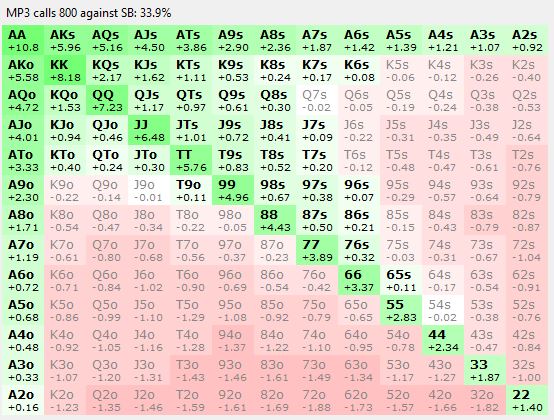 MP3 calls 800 against SB: 33.9%
AA AKs AQs AJs ATs A9s A8s A7s A6s A5s A4s A3s A2s
+10.8 +5.96 +5.16 +4.50 +3.86 +2.90 +2.36 +1.87 +1.42 +1.39 +1.21 +1.07 +0.92
AKo KK KQs KJs KTs K9s K8s K7s K6s K5s K4s K3s K2s
+5.58 +8.18 +2.17 +1.62 +1.11 +0.53 +0.24 +0.17 +0.08 -0.06 -0.12 -0.26 -0.40
AQo KQo QQ QJs QTs Q9s Q8s Q7s Q6s Q5s Q4s Q3s Q2s
+4.72 +1.53 +7.23 +1.17 +0.97 +0.61 +0.30 -0.02 -0.05 -0.19 -0.24 -0.38 -0.53
AJo KJo QJo JJ JTs J9s J8s J7s J6s J5s J4s J3s J2s
+4.01 +0.94 +0.46 +6.48 +1.01 +0.72 +0.41 +0.09 -0.22 -0.31 -0.35 -0.49 -0.64
ATo KTo QTo JTo TT T9s T8s T7s T6s T5s T4s T3s T2s
+3.33 +0.40 +0.24 +0.30 +5.76 +0.83 +0.52 +0.20 -0.12 -0.48 -0.47 -0.61 -0.76
A9o K9o Q9o J9o T9o 99 98s 97s 96s 95s 94s 93s 92s
+2.30 -0.22 -0.14 -0.01 +0.11 +4.96 +0.67 +0.38 +0.07 -0.29 -0.57 -0.64 -0.79
A8o K8o Q8o J8o T8o 98o 88 87s 86s 85s 84s 83s 82s
+1.71 -0.54 -0.47 -0.34 -0.22 -0.05 +4.43 +0.50 +0.21 -0.15 -0.43 -0.79 -0.87
A7o K7o Q7o J7o T7o 97o 87o 77 76s 75s 74s 73s 72s
+1.19 -0.61 -0.80 -0.68 -0.56 -0.37 -0.23 +3.89 +0.32 -0.03 -0.31 -0.67 -1.04
A6o K6o Q6o J6o T6o 96o 86o 76o 66 65s 64s 63s 62s
+0.72 -0.71 -0.84 -1.02 -0.90 -0.69 -0.54 -0.42 +3.37 +0.11 -0.17 -0.54 -0.91
A5o K5o Q5o J5o T5o 95o 85o 75o 65o 55 54s 53s 52s
+0.68 -0.86 -0.99 -1.10 -1.29 -1.08 -0.92 -0.79 -0.65 +2.83 -0.02 -0.38 -0.76
A4o K4o Q4o J4o T4o 94o 84o 74o 64o 54o 44 43s 42s
+0.48 -0.92 -1.05 -1.16 -1.28 -1.37 -1.22 -1.10 -0.95 -0.78 +2.34 -0.47 -0.84
A3o K3o Q3o J3o T3o 93o 83o 73o 63o 53o 43o 33 32s
+0.33 -1.07 -1.20 -1.31 -1.43 -1.46 -1.61 -1.49 -1.34 -1.17 -1.27 +1.87 -1.00
A2o K2o Q2o J2o T2o 92o 82o 72o 62o 52o 42o 32o 22
+0.16 -1.23 -1.35 -1.46 -1.59 -1.61 -1.69 -1.88 -1.73 -1.57 -1.66 -1.82 +1.40